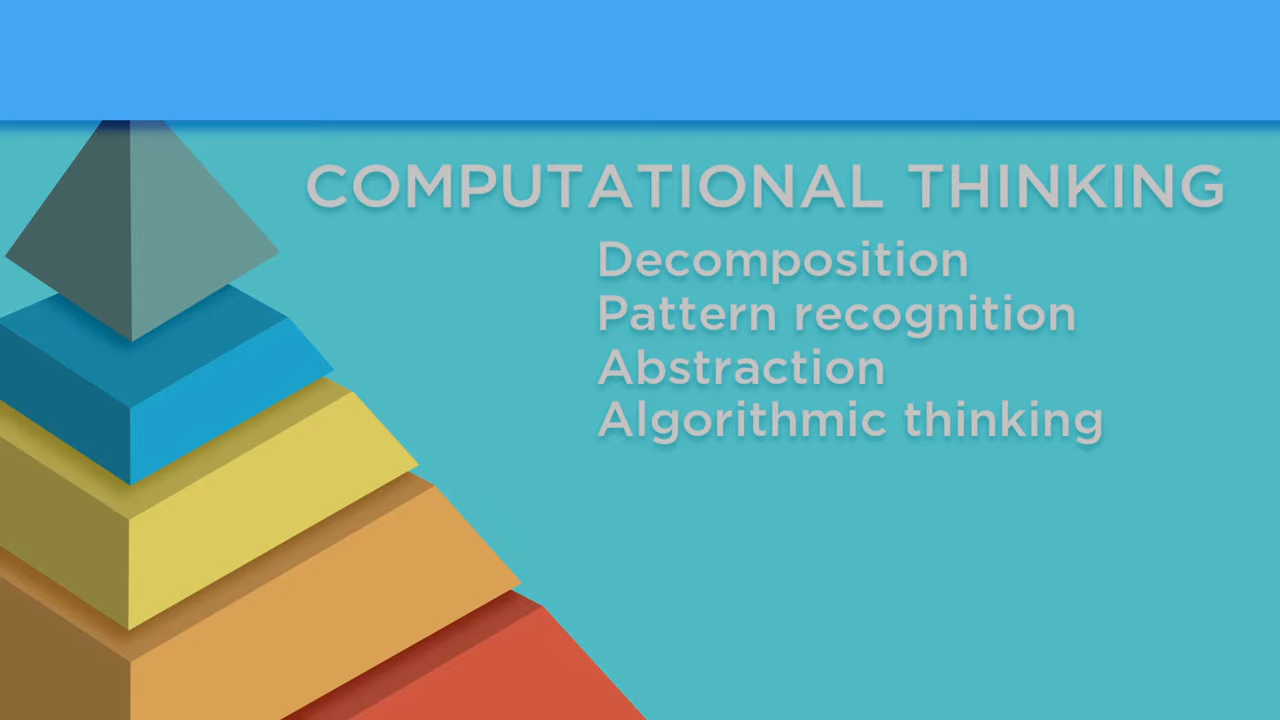 COMPUTATIONAL THINKING
Decomposition
Pattern recognition
Abstraction
Algorithmic thinking